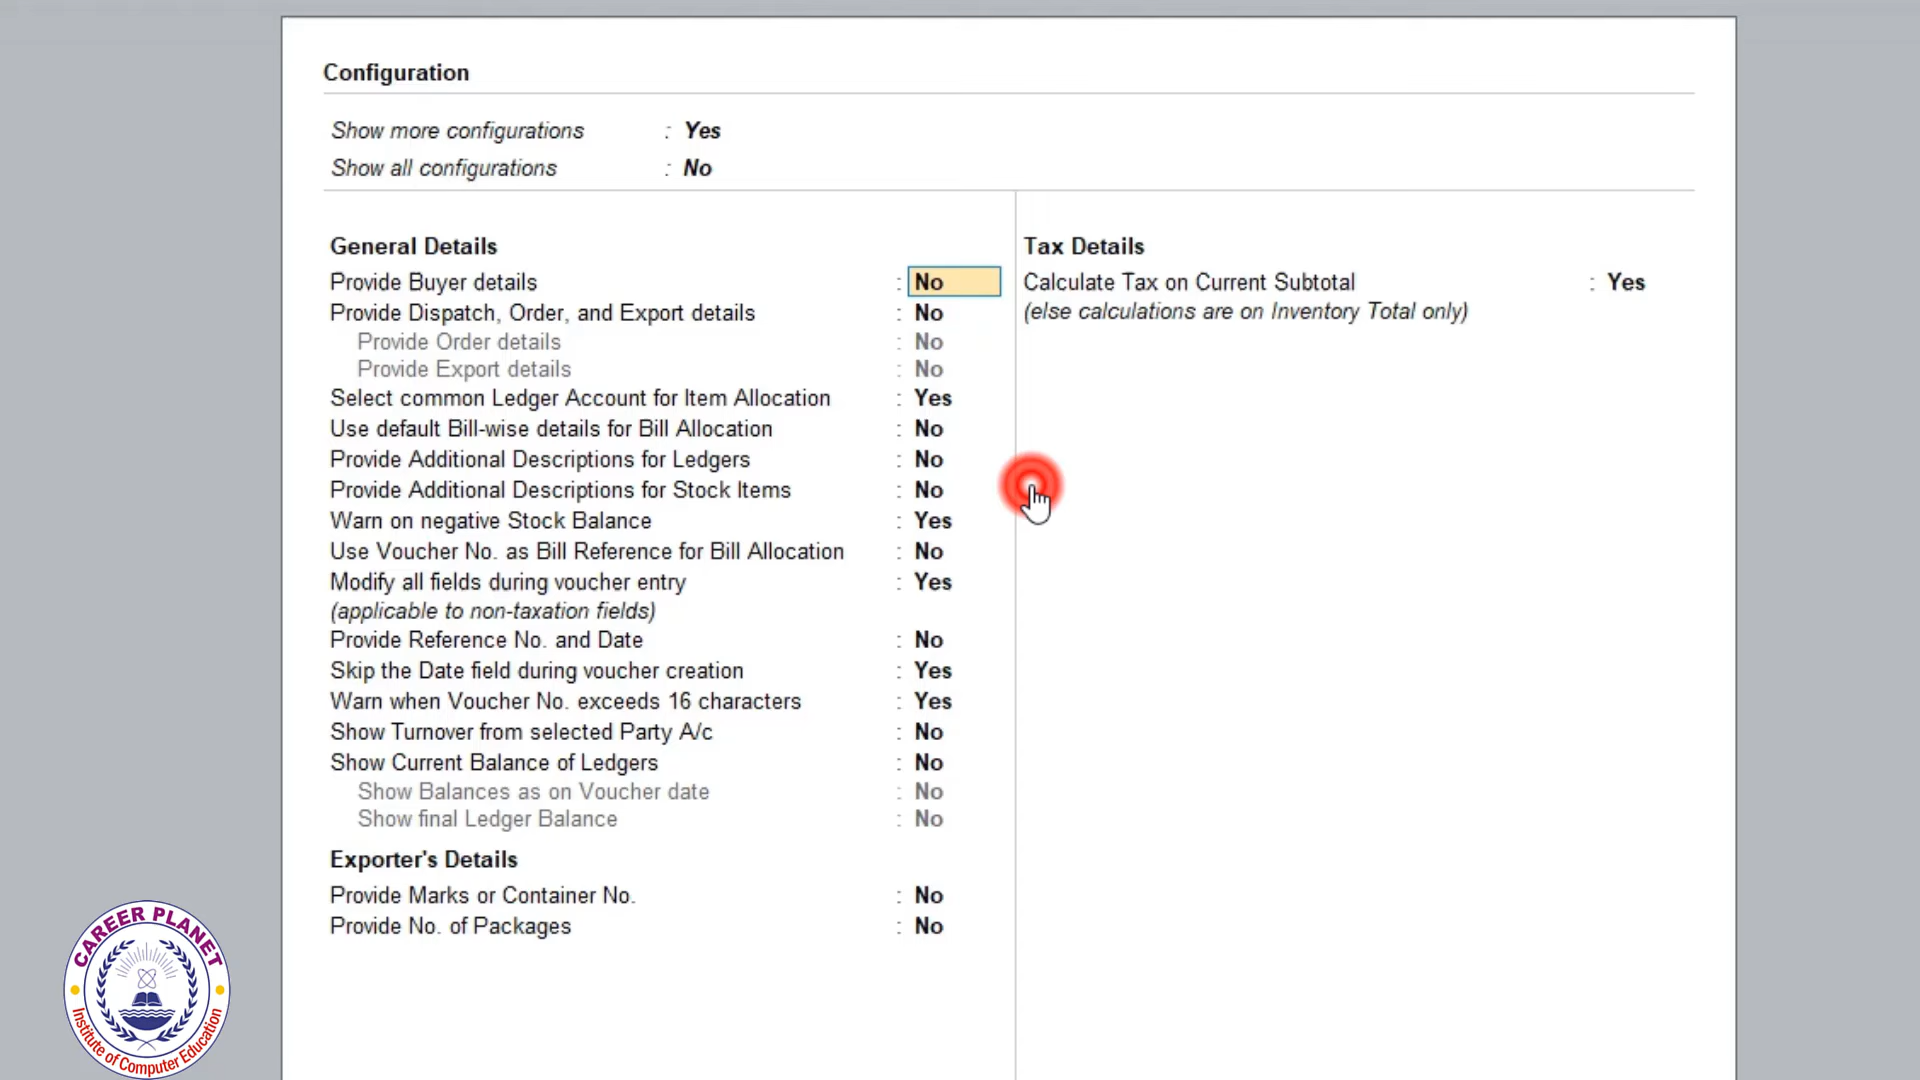 Configuration
Show more configurations : Yes
Show all configurations : No
General Details
Provide Buyer details : No
Provide Dispatch, Order, and Export details : No
Provide Order details : No
Provide Export details : No
Select common Ledger Account for Item Allocation : Yes
Use default Bill-wise details for Bill Allocation : No
Provide Additional Descriptions for Ledgers : No
Provide Additional Descriptions for Stock Items : No
Warn on negative Stock Balance : Yes
Use Voucher No. as Bill Reference for Bill Allocation : No
Modify all fields during voucher entry : Yes
(applicable to non-taxation fields)
Provide Reference No. and Date : No
Skip the Date field during voucher creation : Yes
Warn when Voucher No. exceeds 16 characters : Yes
Show Turnover from selected Party A/c : No
Show Current Balance of Ledgers : No
Show Balances as on Voucher date : No
Show final Ledger Balance : No
Exporter's Details
Provide Marks or Container No. : No
Provide No. of Packages : No
Tax Details
Calculate Tax on Current Subtotal : Yes
(else calculations are on Inventory Total only)
CAREER PLANET
Institute of Computer Education